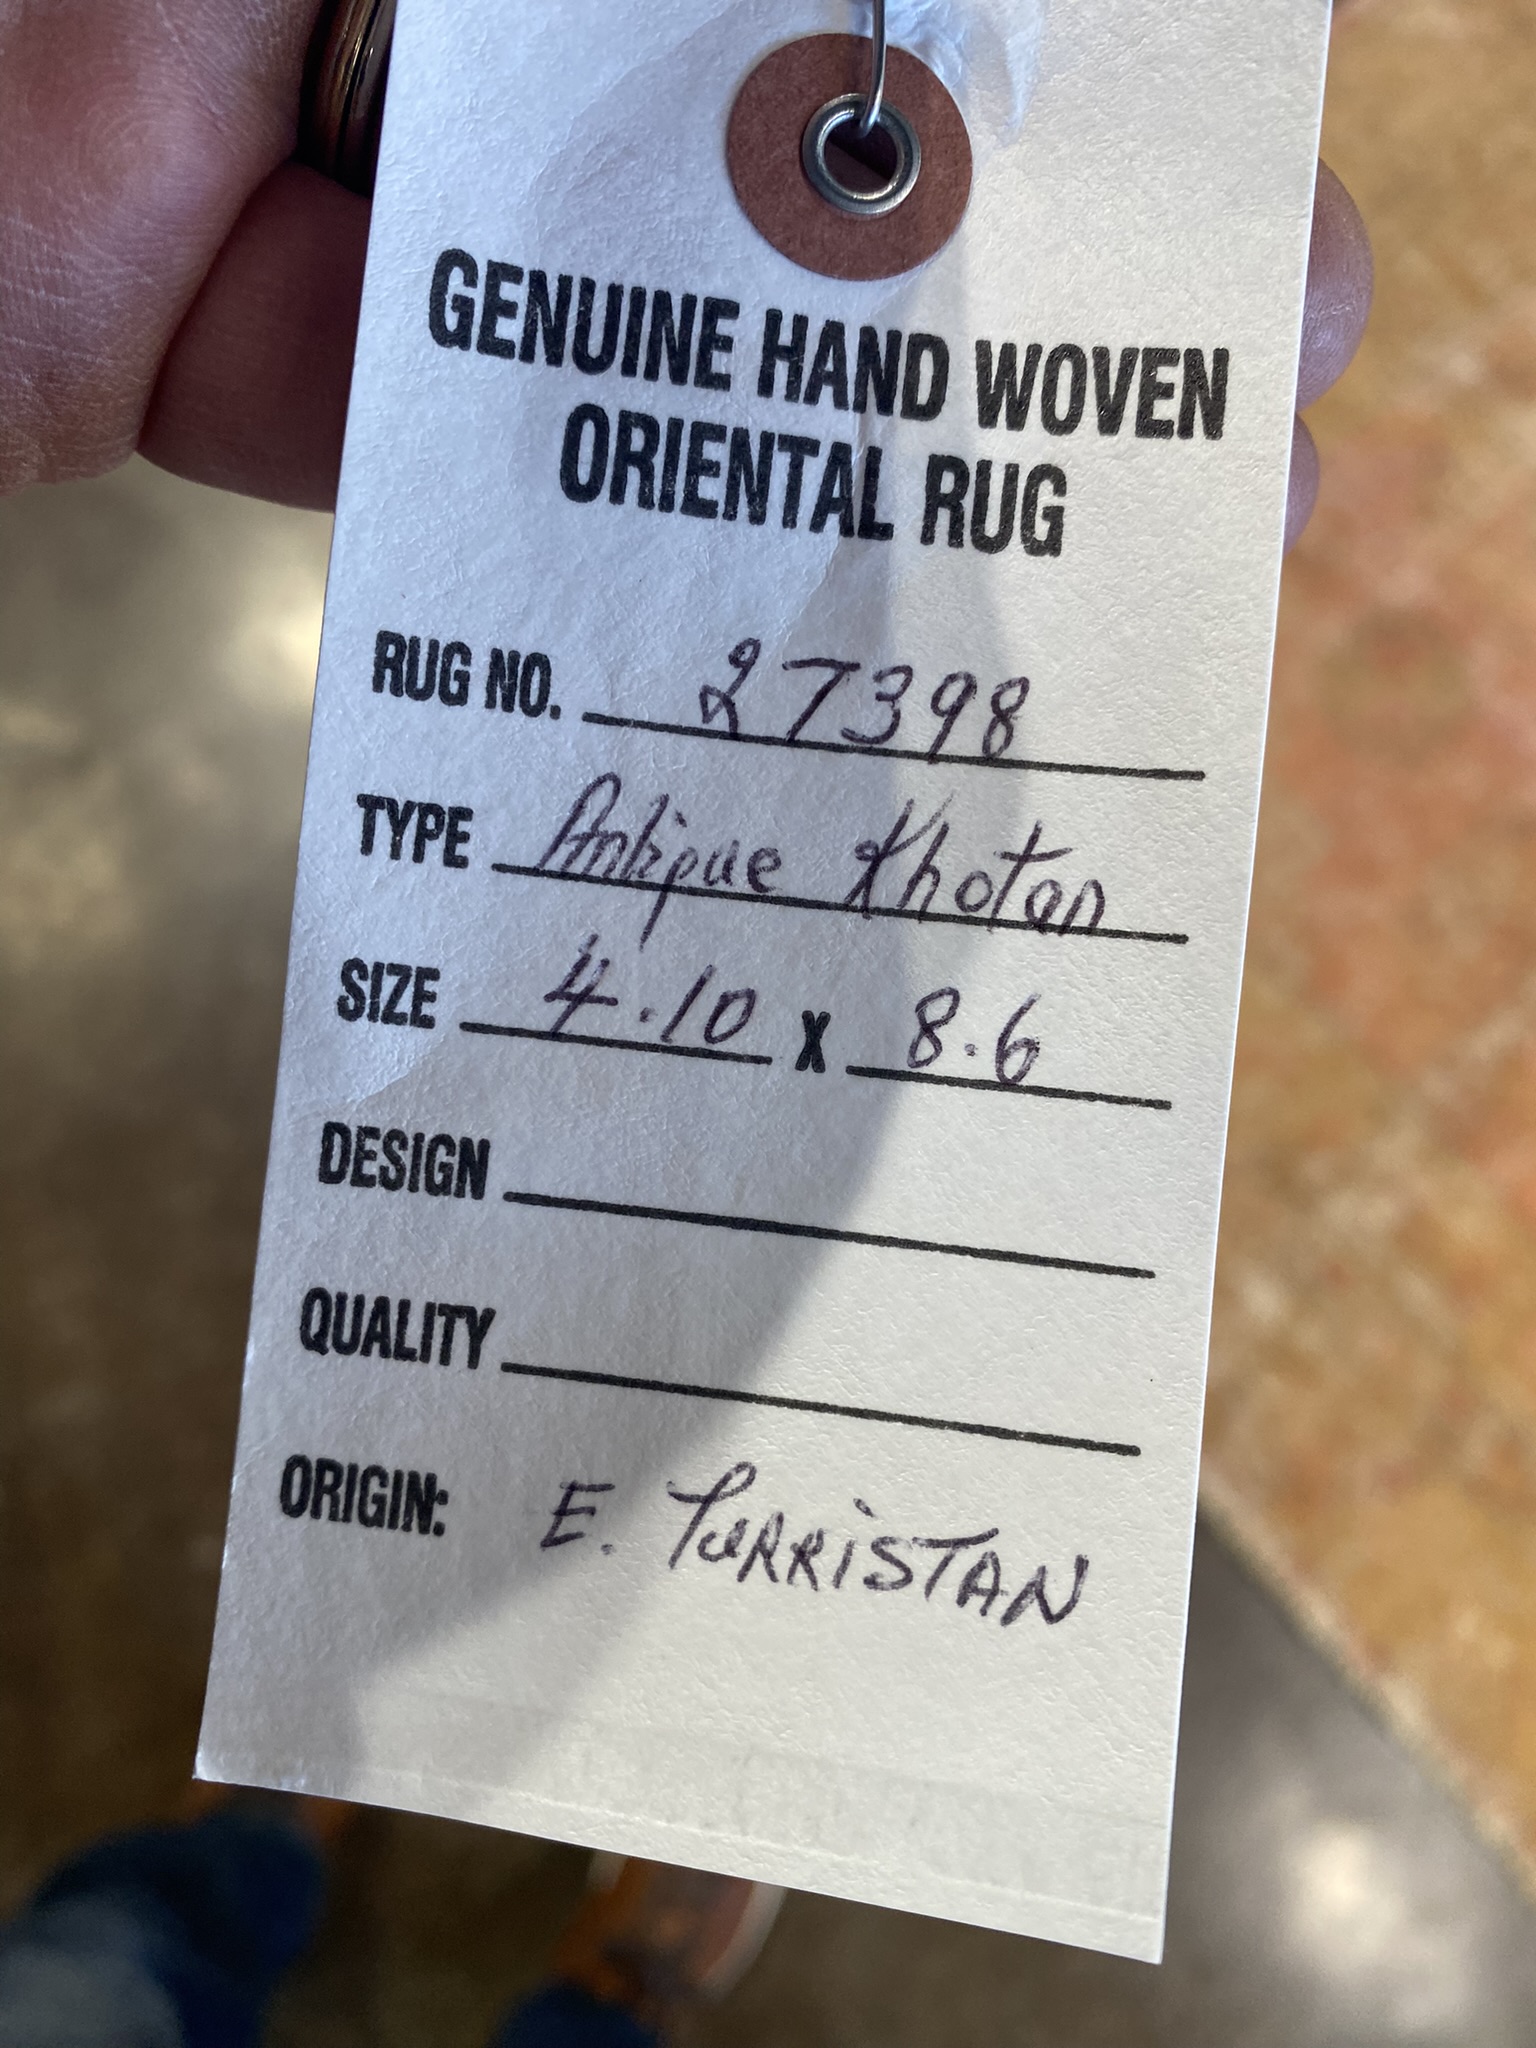 GENUINE HAND WOVEN
ORIENTAL RUG
RUG NO. 27398
TYPE Antique Khotan
SIZE 4.10 X 8.6
DESIGN
QUALITY
ORIGIN: E. TURRISTAN